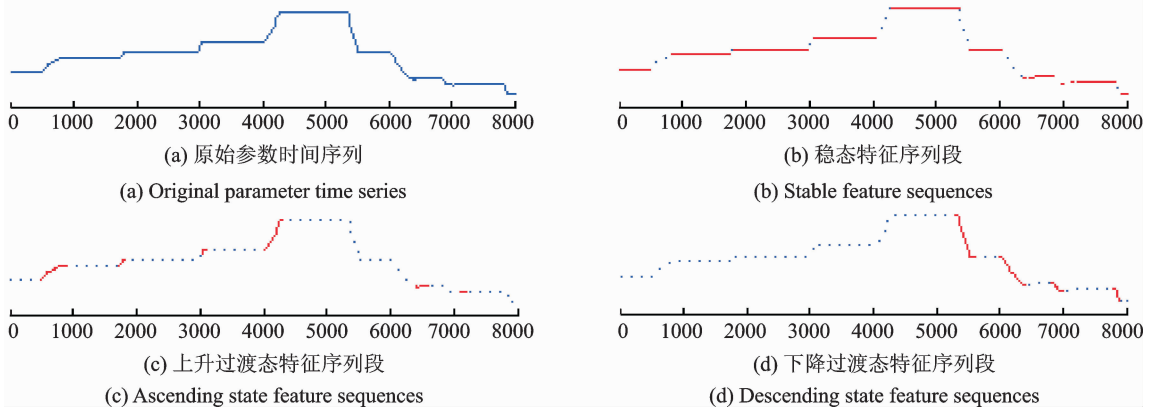 0 1000 2000 3000 4000 5000 6000 7000 8000
(a) 原始参数时间序列
(a) Original parameter time series
0 1000 2000 3000 4000 5000 6000 7000 8000
(b) 稳态特征序列段
(b) Stable feature sequences
0 1000 2000 3000 4000 5000 6000 7000 8000
(c) 上升过渡态特征序列段
(c) Ascending state feature sequences
0 1000 2000 3000 4000 5000 6000 7000 8000
(d) 下降过渡态特征序列段
(d) Descending state feature sequences